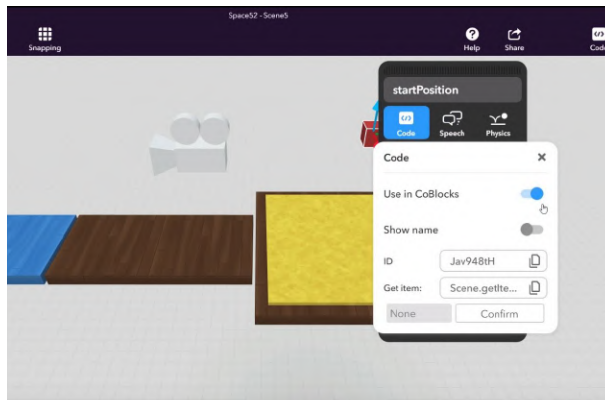 Space52 - Scene5
Snapping
Help
Share
Code
startPosition
Code
Speech
Physics
Code
Use in CoBlocks
Show name
ID
Jav948tH
Get item:
Scene.getIte...
None
Confirm